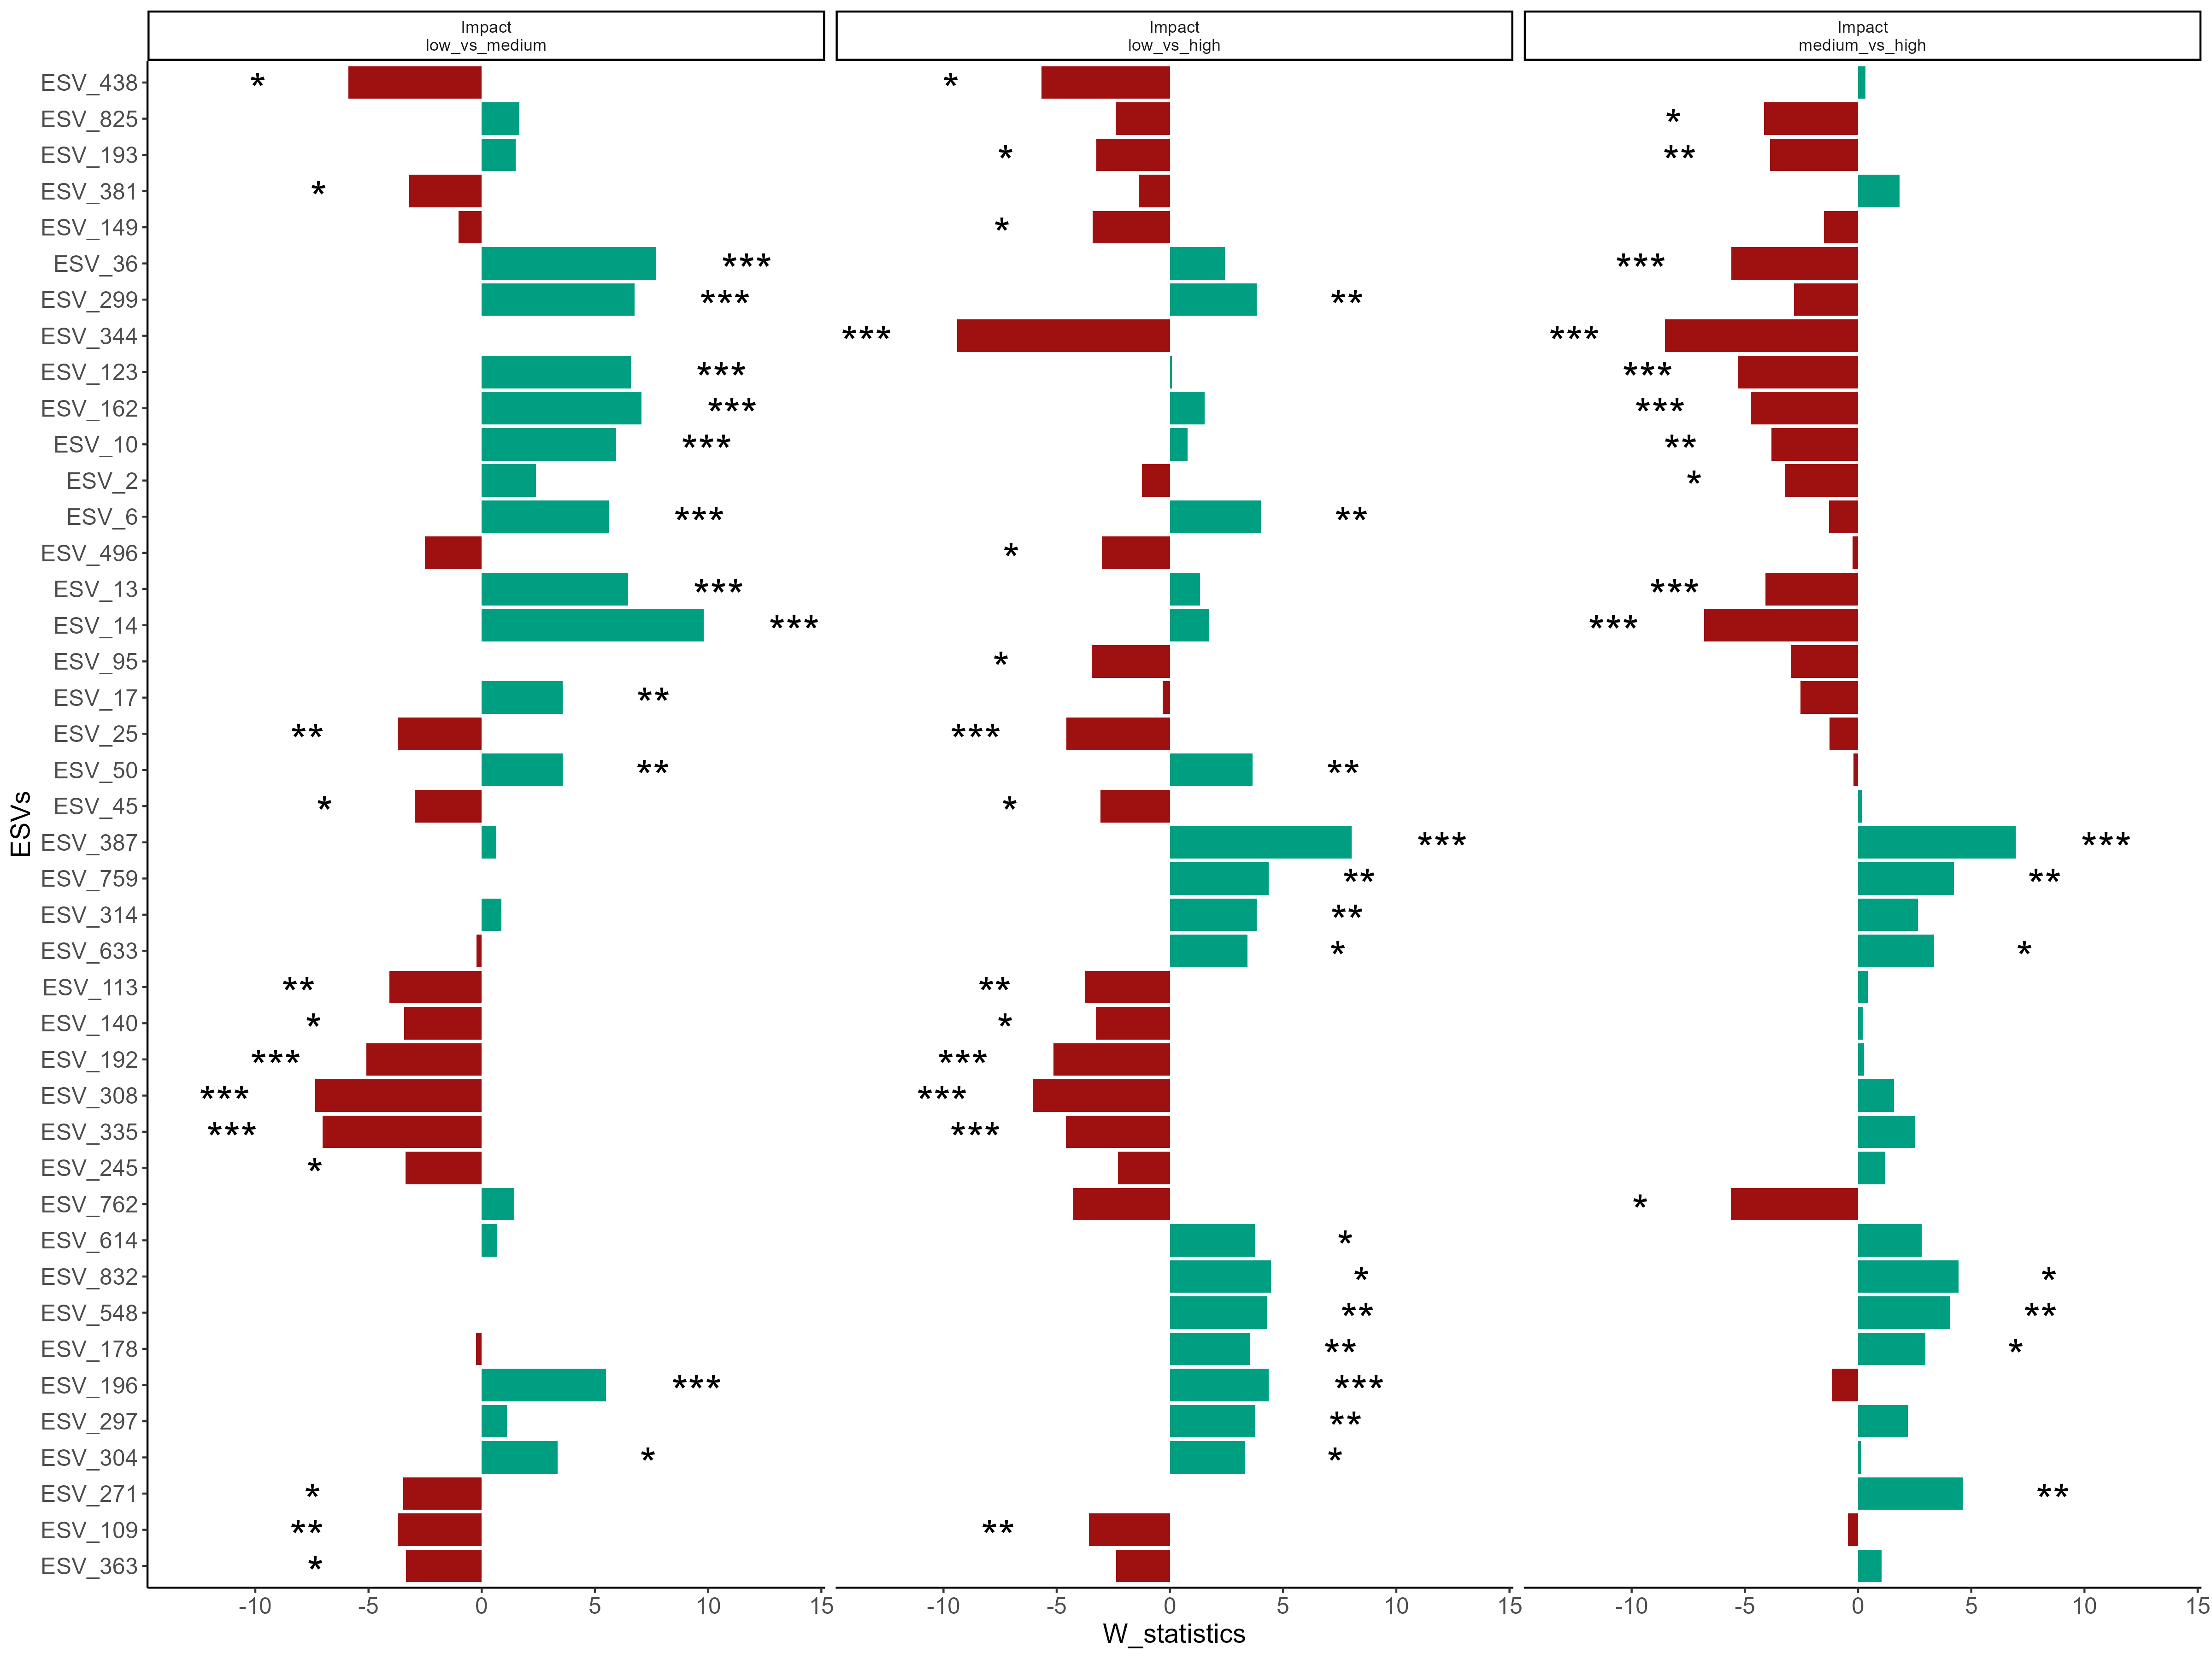 Impact
low_vs_medium
Impact
low_vs_high
Impact
medium_vs_high
ESVs
ESV_438 * *
ESV_825 *
ESV_193 * **
ESV_381 *
ESV_149 *
ESV_36 *** ***
ESV_299 *** **
ESV_344 *** ***
ESV_123 *** ***
ESV_162 *** ***
ESV_10 *** **
ESV_2 *
ESV_6 *** **
ESV_496 *
ESV_13 *** ***
ESV_14 *** ***
ESV_95 *
ESV_17 **
ESV_25 ** ***
ESV_50 ** **
ESV_45 * *
ESV_387 *** ***
ESV_759 ** **
ESV_314 **
ESV_633 * *
ESV_113 ** **
ESV_140 * *
ESV_192 *** ***
ESV_308 *** ***
ESV_335 *** ***
ESV_245 *
ESV_762 *
ESV_614 *
ESV_832 * *
ESV_548 ** **
ESV_178 ** *
ESV_196 *** ***
ESV_297 **
ESV_304 * *
ESV_271 * **
ESV_109 ** **
ESV_363 *
-10 -5 0 5 10 15 -10 -5 0 5 10 15 -10 -5 0 5 10 15
W_statistics